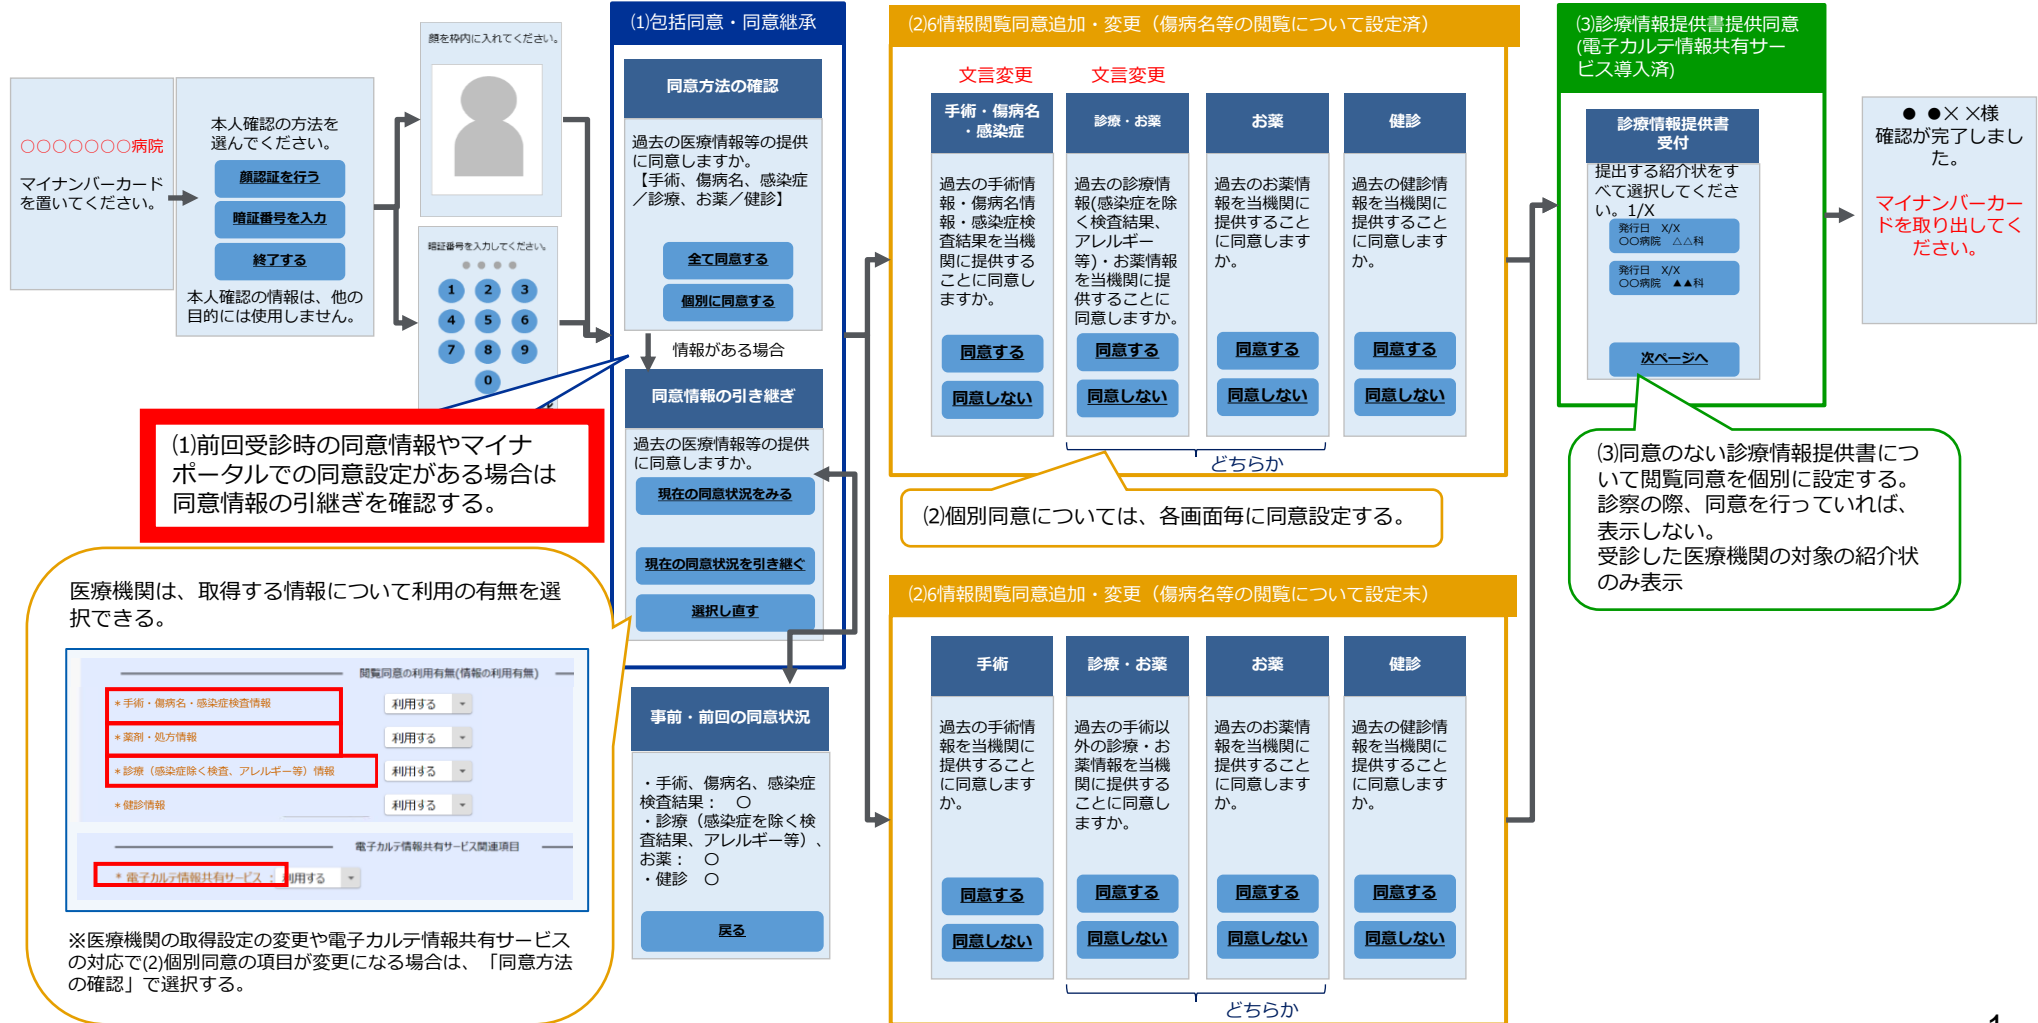 ○○○○○○○病院
マイナンバーカード
を置いてください。
本人確認の方法を
選んでください。
顔認証を行う
暗証番号を入力
終了する
本人確認の情報は、他の
目的には使用しません。
顔を枠内に入れてください。
暗証番号を入力してください。
1 2 3
4 5 6
7 8 9
0
⑴包括同意・同意継承
同意方法の確認
過去の医療情報等の提供
に同意しますか。
【手術、傷病名、感染症
／診療、お薬／健診】
全て同意する
個別に同意する
情報がある場合
同意情報の引き継ぎ
過去の医療情報等の提供
に同意しますか。
現在の同意状況をみる
現在の同意状況を引き継ぐ
選択し直す
事前・前回の同意状況
・手術、傷病名、感染症
検査結果：　○
・診療（感染症を除く検
査結果、アレルギー等）、
お薬：　○
・健診　○
戻る
⑴前回受診時の同意情報やマイナ
ポータルでの同意設定がある場合は
同意情報の引継ぎを確認する。
医療機関は、取得する情報について利用の有無を選
択できる。
閲覧同意の利用有無(情報の利用有無)
＊手術・傷病名・感染症検査情報
利用する
＊薬剤・処方情報
利用する
＊診療（感染症除く検査、アレルギー等）情報
利用する
＊健診情報
利用する
電子カルテ情報共有サービス関連項目
＊ 電子カルテ情報共有サービス ：
利用する
※医療機関の取得設定の変更や電子カルテ情報共有サービス
の対応で⑵個別同意の項目が変更になる場合は、「同意方法
の確認」で選択する。
⑵6情報閲覧同意追加・変更（傷病名等の閲覧について設定済）
文言変更
文言変更
手術・傷病名
・感染症
過去の手術情
報・傷病名情
報・感染症検
査結果を当機
関に提供する
ことに同意し
ますか。
同意する
同意しない
診療・お薬
過去の診療情
報(感染症を除
く検査結果、
アレルギー
等)・お薬情報
を当機関に提
供することに
同意しますか。
同意する
同意しない
お薬
過去のお薬情
報を当機関に
提供すること
に同意します
か。
同意する
同意しない
健診
過去の健診情
報を当機関に
提供すること
に同意します
か。
同意する
同意しない
どちらか
⑵個別同意については、各画面毎に同意設定する。
⑵6情報閲覧同意追加・変更（傷病名等の閲覧について設定未）
手術
過去の手術情
報を当機関に
提供すること
に同意します
か。
同意する
同意しない
診療・お薬
過去の手術以
外の診療・お
薬情報を当機
関に提供する
ことに同意し
ますか。
同意する
同意しない
お薬
過去のお薬情
報を当機関に
提供すること
に同意します
か。
同意する
同意しない
健診
過去の健診情
報を当機関に
提供すること
に同意します
か。
同意する
同意しない
どちらか
⑶診療情報提供書提供同意
(電子カルテ情報共有サー
ビス導入済)
診療情報提供書
受付
提出する紹介状をす
べて選択してくださ
い。1/X
発行日　X/X
〇〇病院　△△科
発行日　X/X
〇〇病院　▲▲科
次ページへ
⑶同意のない診療情報提供書につ
いて閲覧同意を個別に設定する。
診察の際、同意を行っていれば、
表示しない。
受診した医療機関の対象の紹介状
のみ表示
● ●××様
確認が完了しまし
た。
マイナンバーカー
ドを取り出してく
ださい。
1